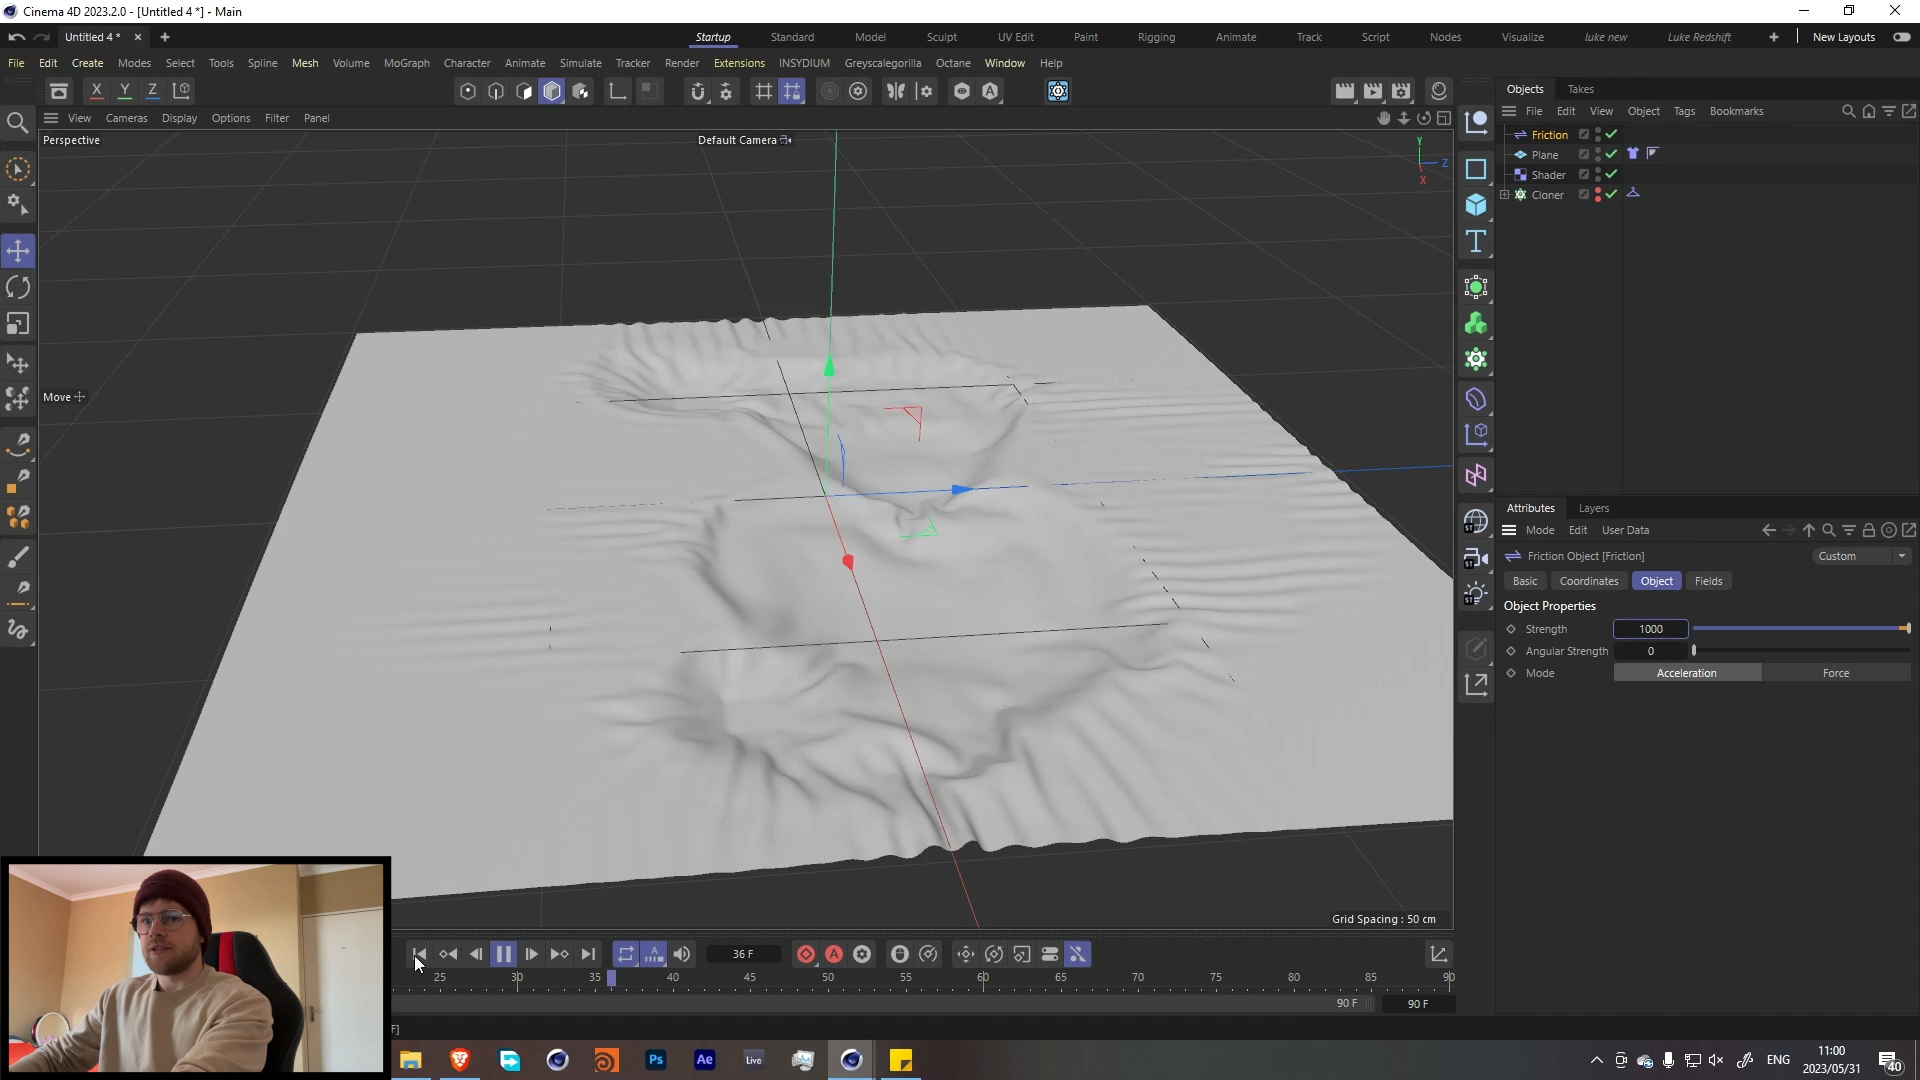 Cinema 4D 2023.2.0 - [Untitled 4 *] - Main
Untitled 4 *
Startup Standard Model Sculpt UV Edit Paint Rigging Animate Track Script Nodes Visualize luke new Luke Redshift New Layouts
File Edit Create Modes Select Tools Spline Mesh Volume MoGraph Character Animate Simulate Tracker Render Extensions INSYDIUM Greyscalegorilla Octane Window Help
X Y Z
Objects Takes
File Edit View Object Tags Bookmarks
View Cameras Display Options Filter Panel
Perspective
Default Camera
Y
Z
X
Friction
Plane
Shader
Cloner
Move
Attributes Layers
Mode Edit User Data
Friction Object [Friction]
Custom
Basic Coordinates Object Fields
Object Properties
Strength 1000
Angular Strength 0
Mode Acceleration Force
Grid Spacing : 50 cm
36 F
25 30 35 40 45 50 55 60 65 70 75 80 85 90
90 F 90 F
F]
Ps Ae Live
ENG
11:00
2023/05/31
40